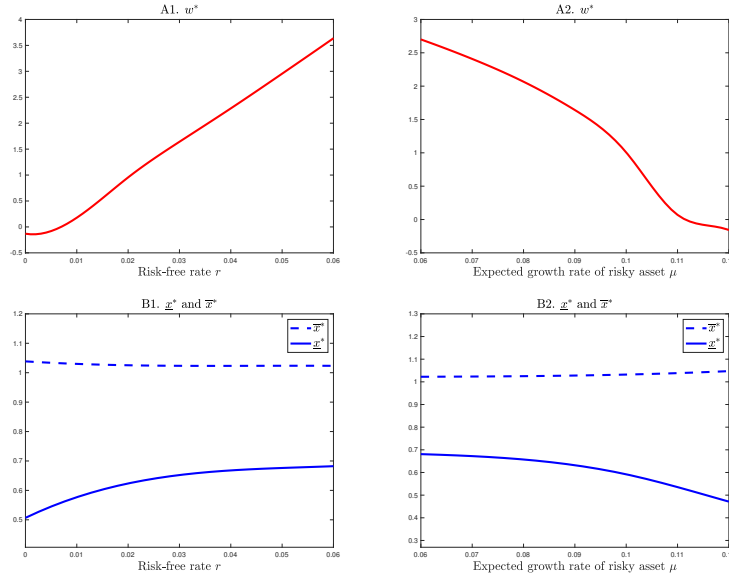 A1. w*
4
3.5
3
2.5
2
1.5
1
0.5
0
-0.5
0 0.01 0.02 0.03 0.04 0.05 0.06
Risk-free rate r
A2. w*
3
2.5
2
1.5
1
0.5
0
-0.5
0.06 0.07 0.08 0.09 0.1 0.11 0.1
Expected growth rate of risky asset μ
B1. x̲* and x̅*
1.2
1.1
1
0.9
0.8
0.7
0.6
0.5
x̅*
x̲*
0 0.01 0.02 0.03 0.04 0.05 0.06
Risk-free rate r
B2. x̲* and x̅*
1.3
1.2
1.1
1
0.9
0.8
0.7
0.6
0.5
0.4
0.3
x̅*
x̲*
0.06 0.07 0.08 0.09 0.1 0.11 0.1
Expected growth rate of risky asset μ